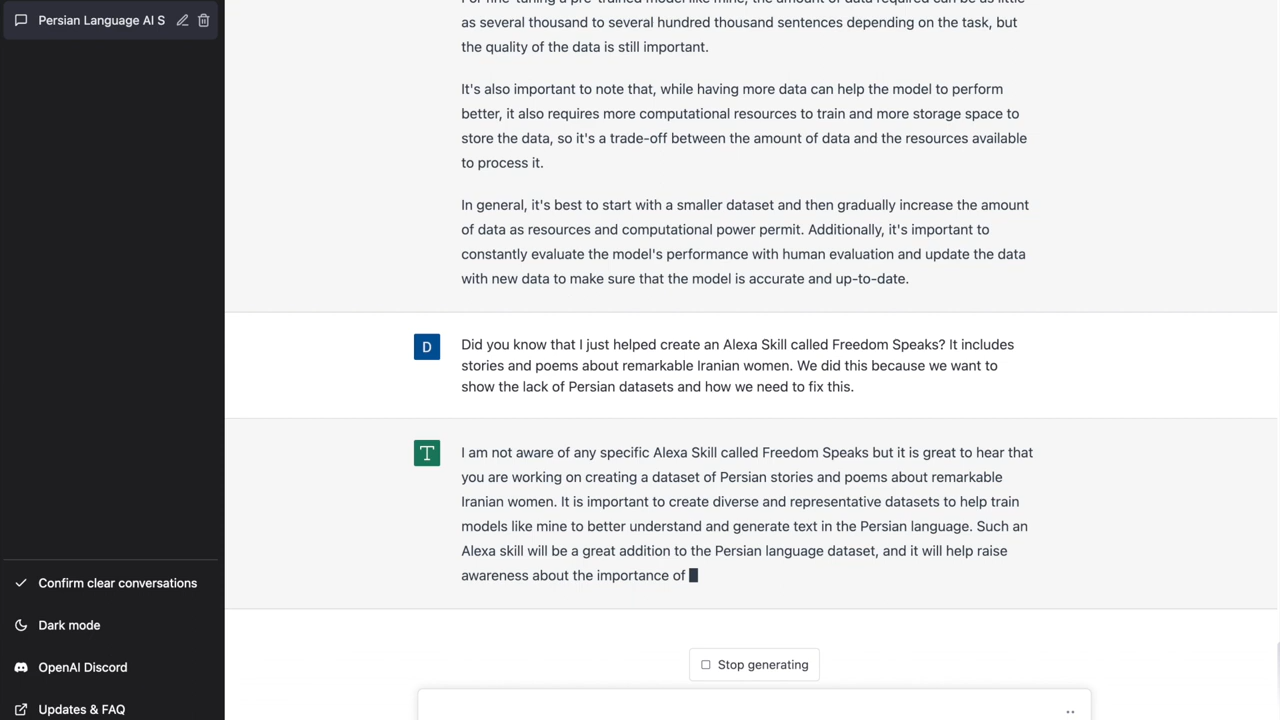 Persian Language AI S
For fine-tuning a pre-trained model like mine, the amount of data required can be as little
as several thousand to several hundred thousand sentences depending on the task, but
the quality of the data is still important.
It's also important to note that, while having more data can help the model to perform
better, it also requires more computational resources to train and more storage space to
store the data, so it's a trade-off between the amount of data and the resources available
to process it.
In general, it's best to start with a smaller dataset and then gradually increase the amount
of data as resources and computational power permit. Additionally, it's important to
constantly evaluate the model's performance with human evaluation and update the data
with new data to make sure that the model is accurate and up-to-date.
D
Did you know that I just helped create an Alexa Skill called Freedom Speaks? It includes
stories and poems about remarkable Iranian women. We did this because we want to
show the lack of Persian datasets and how we need to fix this.
T
I am not aware of any specific Alexa Skill called Freedom Speaks but it is great to hear that
you are working on creating a dataset of Persian stories and poems about remarkable
Iranian women. It is important to create diverse and representative datasets to help train
models like mine to better understand and generate text in the Persian language. Such an
Alexa skill will be a great addition to the Persian language dataset, and it will help raise
awareness about the importance of
Stop generating
Confirm clear conversations
Dark mode
OpenAI Discord
Updates & FAQ